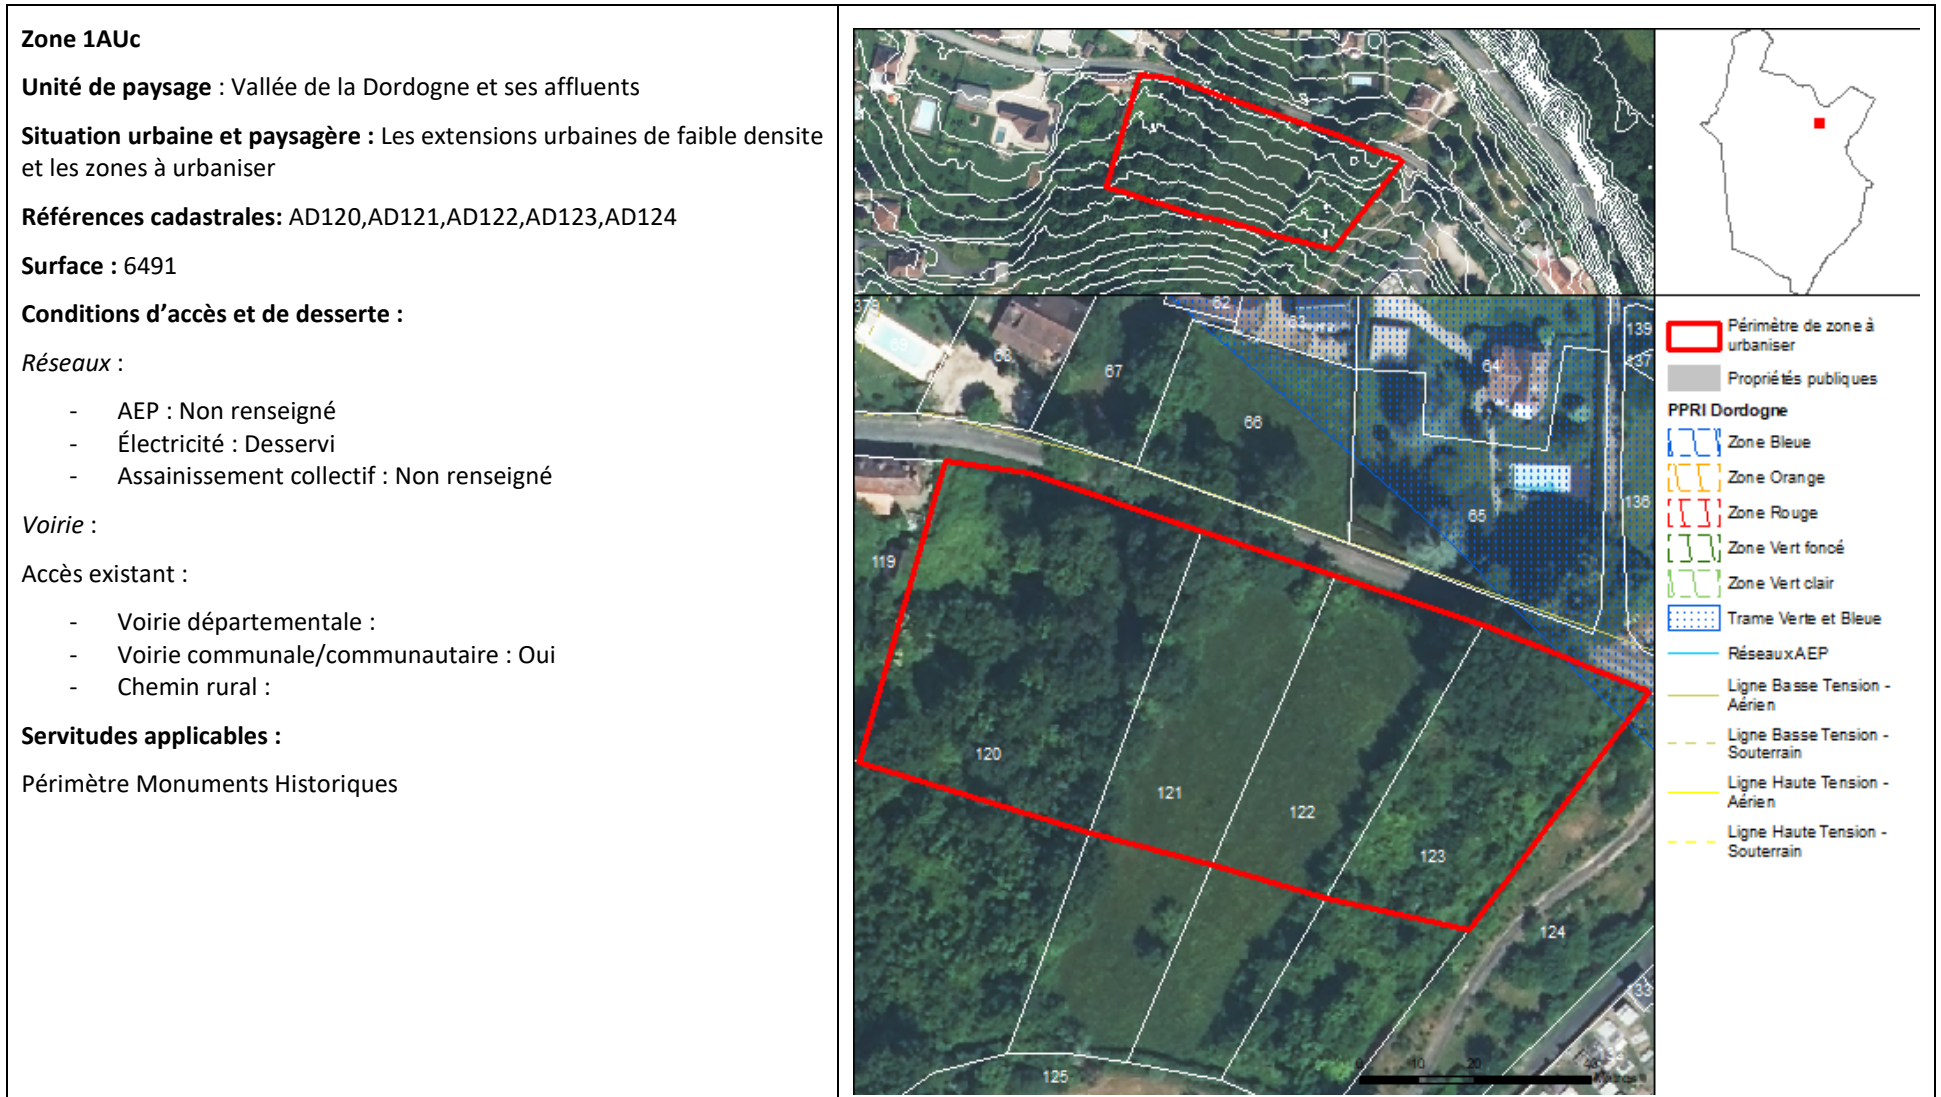 Zone 1AUc
Unité de paysage : Vallée de la Dordogne et ses affluents
Situation urbaine et paysagère : Les extensions urbaines de faible densite
et les zones à urbaniser
Références cadastrales: AD120,AD121,AD122,AD123,AD124
Surface : 6491
Conditions d’accès et de desserte :
Réseaux :
- AEP : Non renseigné
- Électricité : Desservi
- Assainissement collectif : Non renseigné
Voirie :
Accès existant :
- Voirie départementale :
- Voirie communale/communautaire : Oui
- Chemin rural :
Servitudes applicables :
Périmètre Monuments Historiques
379
62
63
139
69
68
67
64
137
66
65
136
119
120
121
122
123
124
133
125
10
20
Périmètre de zone à
urbaniser
Propriétés publiques
PPRI Dordogne
Zone Bleue
Zone Orange
Zone Rouge
Zone Vert foncé
Zone Vert clair
Trame Verte et Bleue
Réseaux AEP
Ligne Basse Tension -
Aérien
Ligne Basse Tension -
Souterrain
Ligne Haute Tension -
Aérien
Ligne Haute Tension -
Souterrain